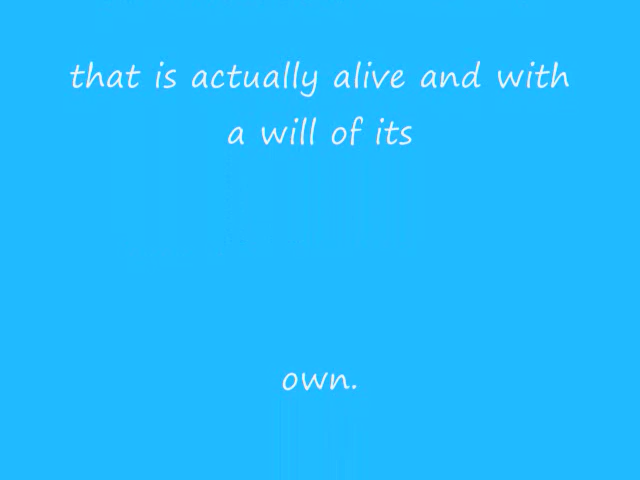 that is actually alive and with
a will of its
own.